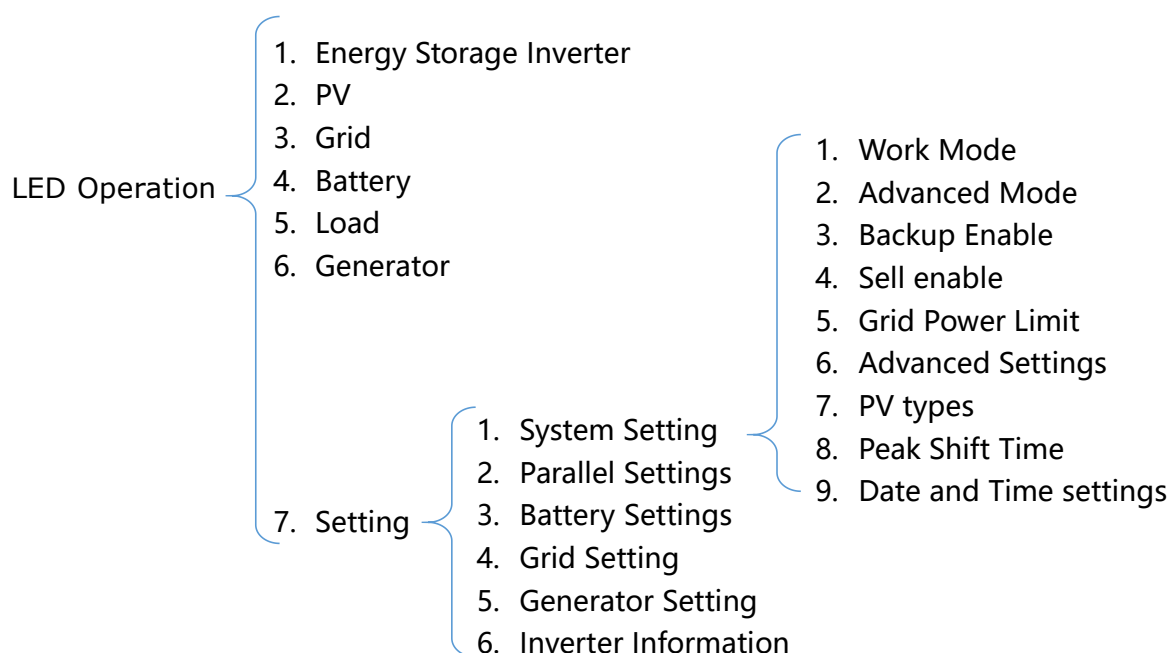 LED Operation
1. Energy Storage Inverter
2. PV
3. Grid
4. Battery
5. Load
6. Generator
7. Setting
1. System Setting
2. Parallel Settings
3. Battery Settings
4. Grid Setting
5. Generator Setting
6. Inverter Information
1. Work Mode
2. Advanced Mode
3. Backup Enable
4. Sell enable
5. Grid Power Limit
6. Advanced Settings
7. PV types
8. Peak Shift Time
9. Date and Time settings